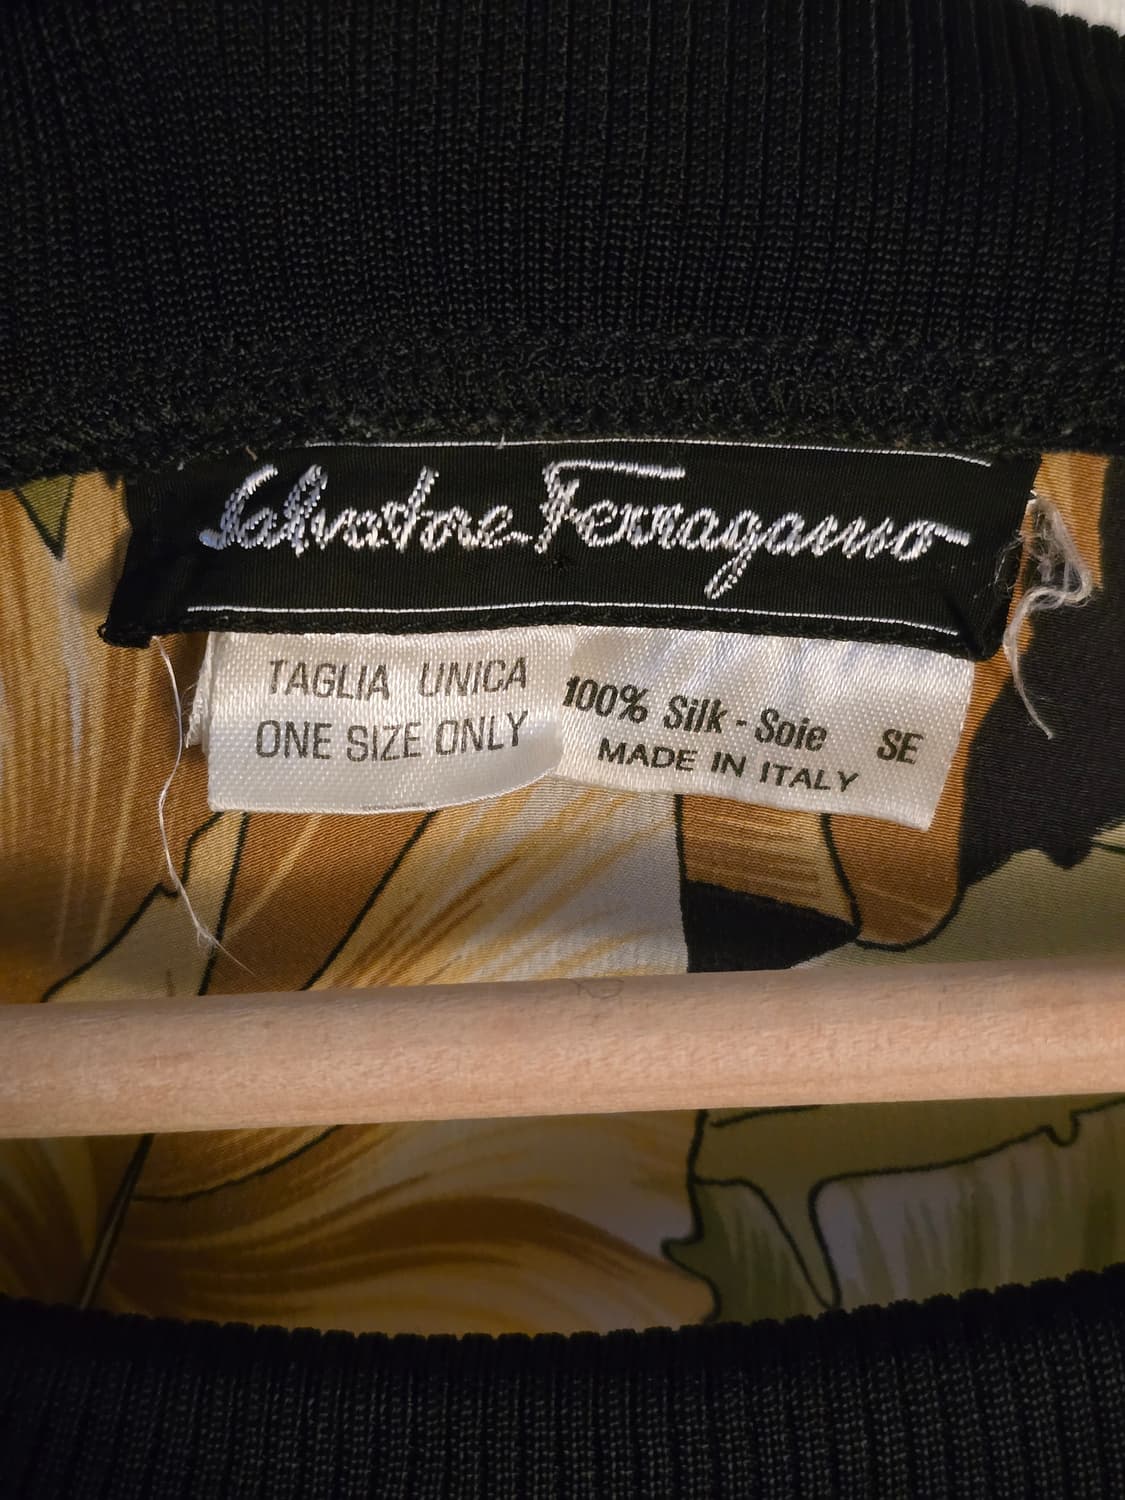 Salvatore Ferragamo
TAGLIA UNICA
ONE SIZE ONLY
100% Silk - Soie SE
MADE IN ITALY